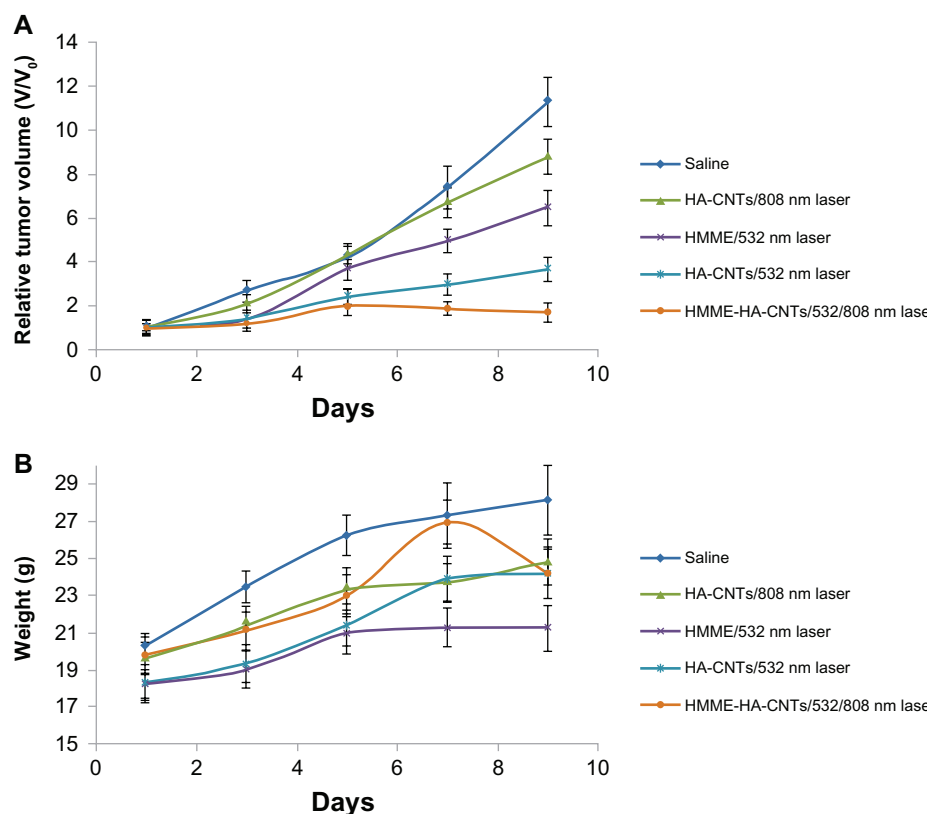 A
Relative tumor volume (V/V₀)
14
12
10
8
6
4
2
0
0 2 4 6 8 10
Days
Saline
HA-CNTs/808 nm laser
HMME/532 nm laser
HA-CNTs/532 nm laser
HMME-HA-CNTs/532/808 nm lase
B
Weight (g)
29
27
25
23
21
19
17
15
0 2 4 6 8 10
Days
Saline
HA-CNTs/808 nm laser
HMME/532 nm laser
HA-CNTs/532 nm laser
HMME-HA-CNTs/532/808 nm lase